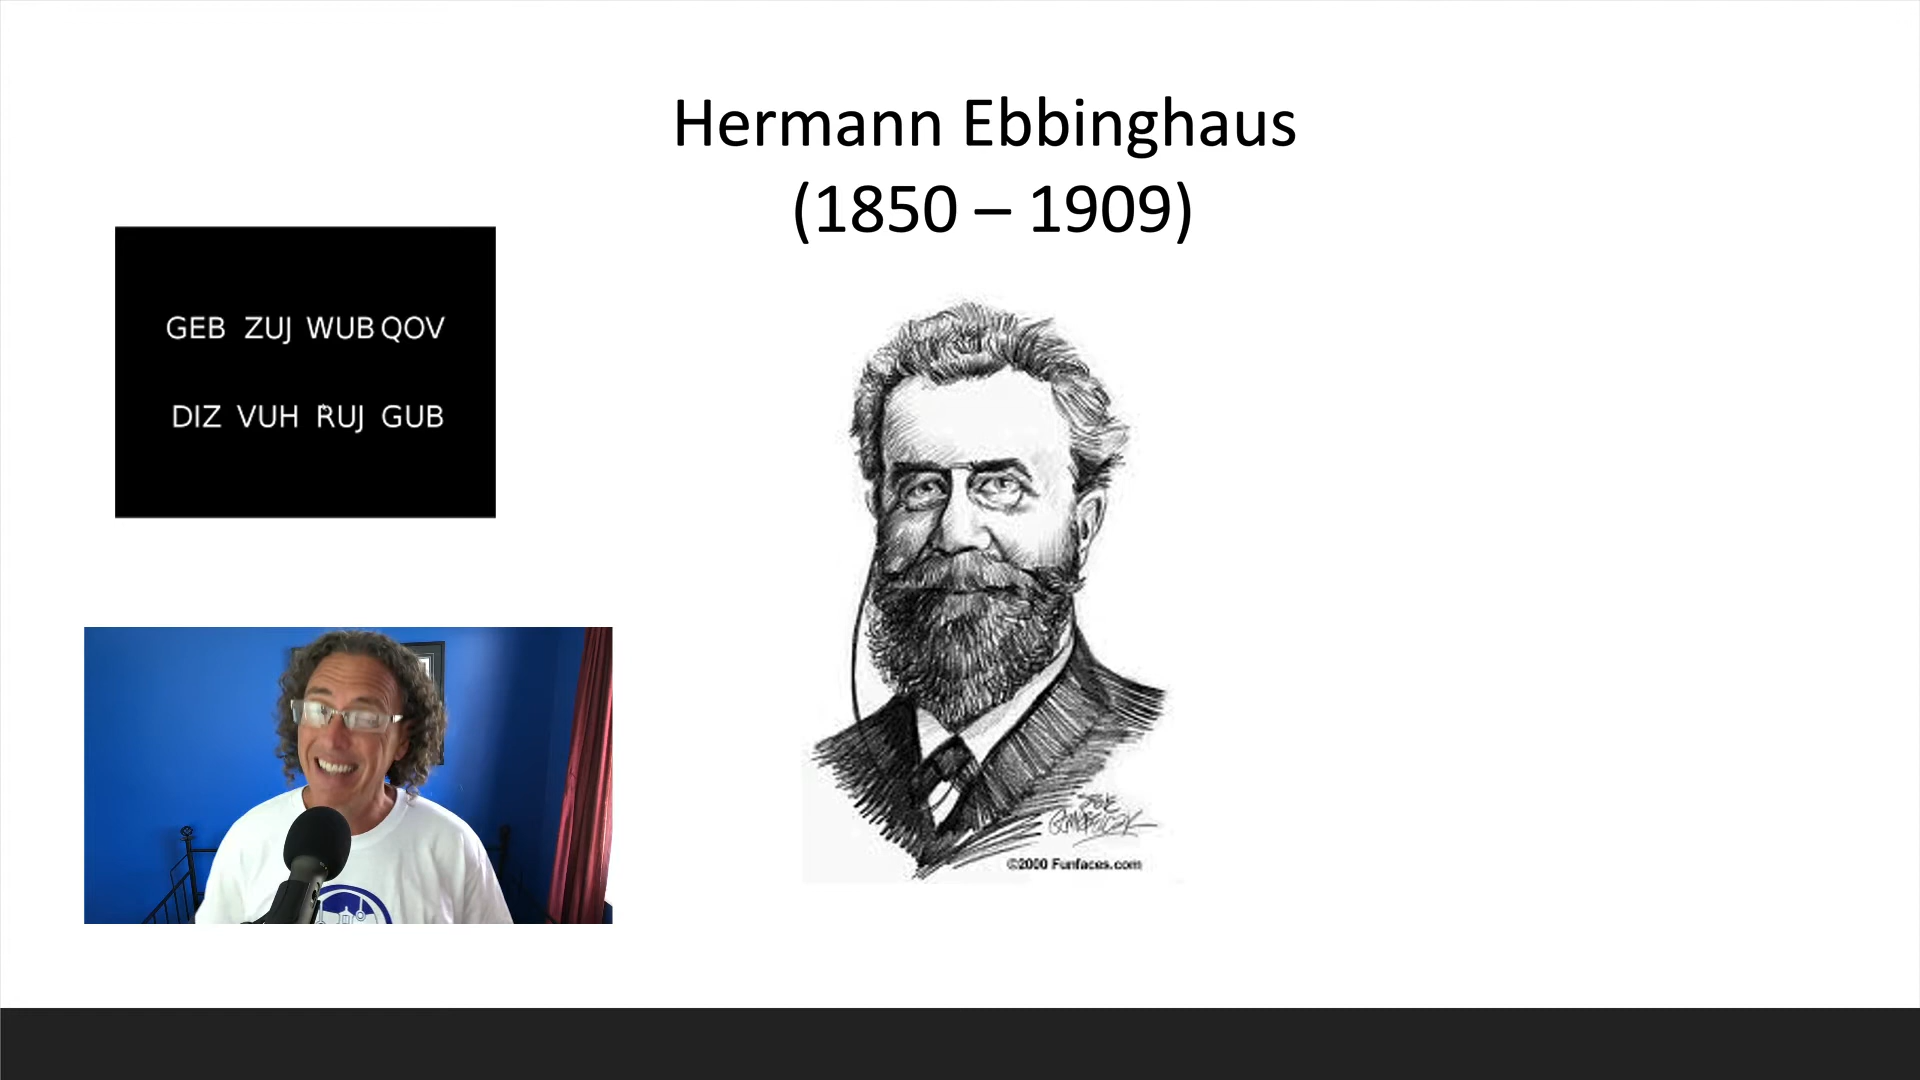 Hermann Ebbinghaus
(1850 – 1909)
GEB ZUJ WUB QOV
DIZ VUH RUJ GUB
©2000 Funfaces.com